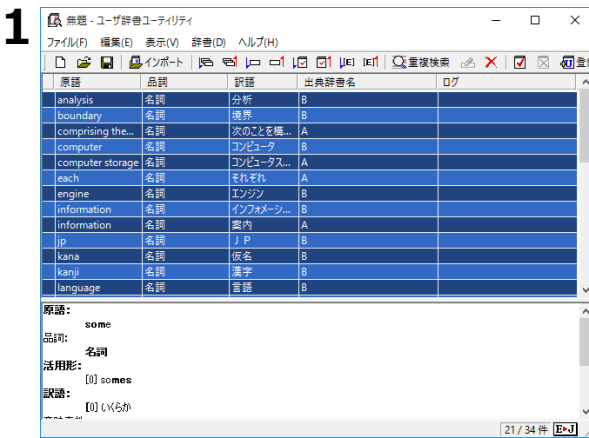 1
無題 - ユーザ辞書ユーティリティ
ファイル(F) 編集(E) 表示(V) 辞書(D) ヘルプ(H)
インポート 重複検索
原語 品詞 訳語 出典辞書名 ログ
analysis 名詞 分析 B
boundary 名詞 境界 B
comprising the... 名詞 次のことを構... A
computer 名詞 コンピュータ B
computer storage 名詞 コンピュータス... A
each 名詞 それぞれ A
engine 名詞 エンジン B
information 名詞 インフォメーシ... B
information 名詞 案内 A
jp 名詞 JP B
kana 名詞 仮名 B
kanji 名詞 漢字 B
language 名詞 言語 B
原語:
some
品詞:
名詞
活用形:
[0] somes
訳語:
[0] いくらか
21 / 34 件 E▸J